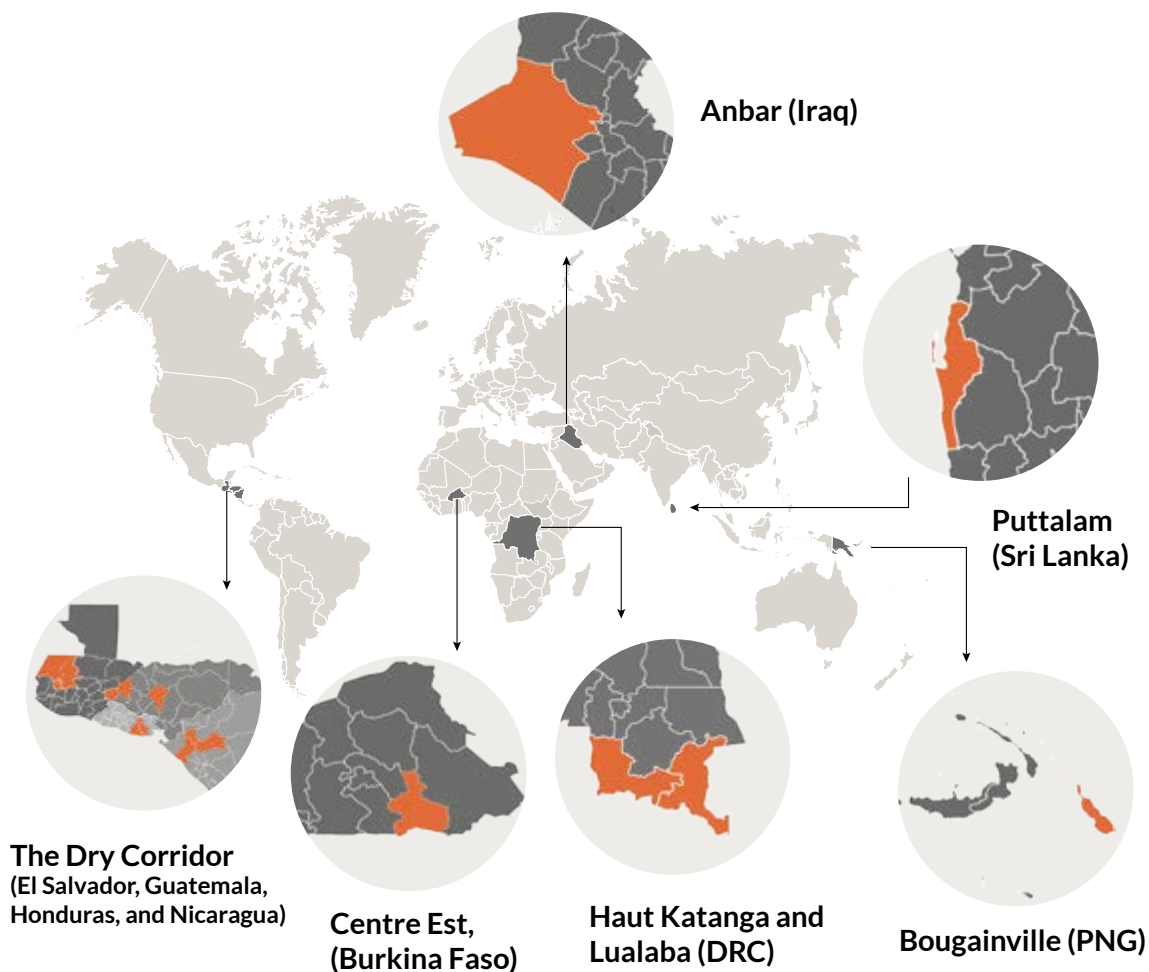 Anbar (Iraq)
Puttalam
(Sri Lanka)
The Dry Corridor
(El Salvador, Guatemala,
Honduras, and Nicaragua)
Centre Est,
(Burkina Faso)
Haut Katanga and
Lualaba (DRC)
Bougainville (PNG)